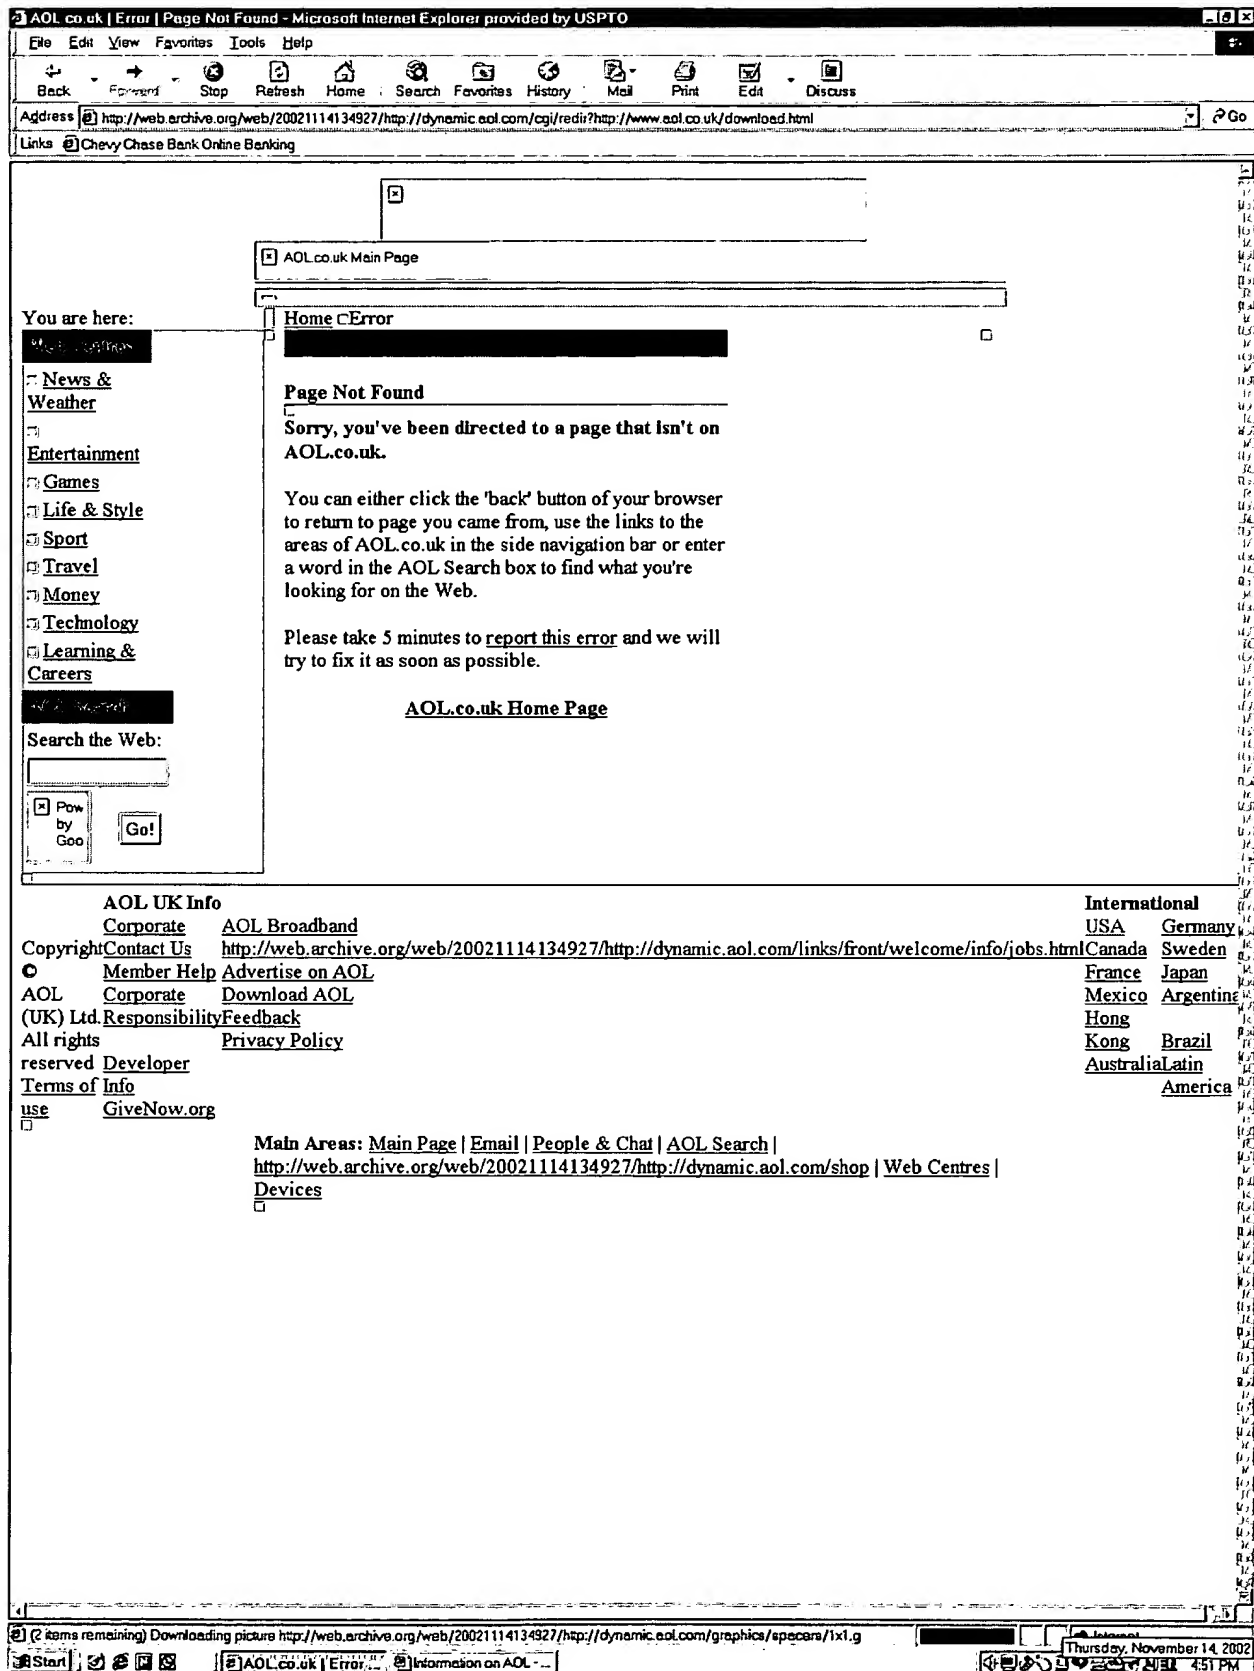 AOL.co.uk | Error | Page Not Found - Microsoft Internet Explorer provided by USPTO
File Edit View Favorites Tools Help
Back Forward Stop Refresh Home Search Favorites History Mail Print Edit Discuss
Address http://web.archive.org/web/20021114134927/http://dynamic.aol.com/cgi/redir?http://www.aol.co.uk/download.html Go
Links Chevy Chase Bank Online Banking
AOL.co.uk Main Page
You are here:
Home Error
News &
Weather
Entertainment
Games
Life & Style
Sport
Travel
Money
Technology
Learning &
Careers
Search the Web:
Pow
by
Goo
Go!
Page Not Found
Sorry, you've been directed to a page that isn't on
AOL.co.uk.
You can either click the 'back' button of your browser
to return to page you came from, use the links to the
areas of AOL.co.uk in the side navigation bar or enter
a word in the AOL Search box to find what you're
looking for on the Web.
Please take 5 minutes to report this error and we will
try to fix it as soon as possible.
AOL.co.uk Home Page
AOL UK Info International
Corporate AOL Broadband USA Germany
Copyright Contact Us http://web.archive.org/web/20021114134927/http://dynamic.aol.com/links/front/welcome/info/jobs.html Canada Sweden
© Member Help Advertise on AOL France Japan
AOL Corporate Download AOL Mexico Argentina
(UK) Ltd. Responsibility Feedback Hong
All rights Privacy Policy Kong Brazil
reserved Developer Australia Latin
Terms of Info America
use GiveNow.org
Main Areas: Main Page | Email | People & Chat | AOL Search |
http://web.archive.org/web/20021114134927/http://dynamic.aol.com/shop | Web Centres |
Devices
(2 items remaining) Downloading picture http://web.archive.org/web/20021114134927/http://dynamic.aol.com/graphics/spacers/1x1.g
Internet
Thursday, November 14, 2002
Start AOL.co.uk | Error ... Information on AOL - ... 4:51 PM